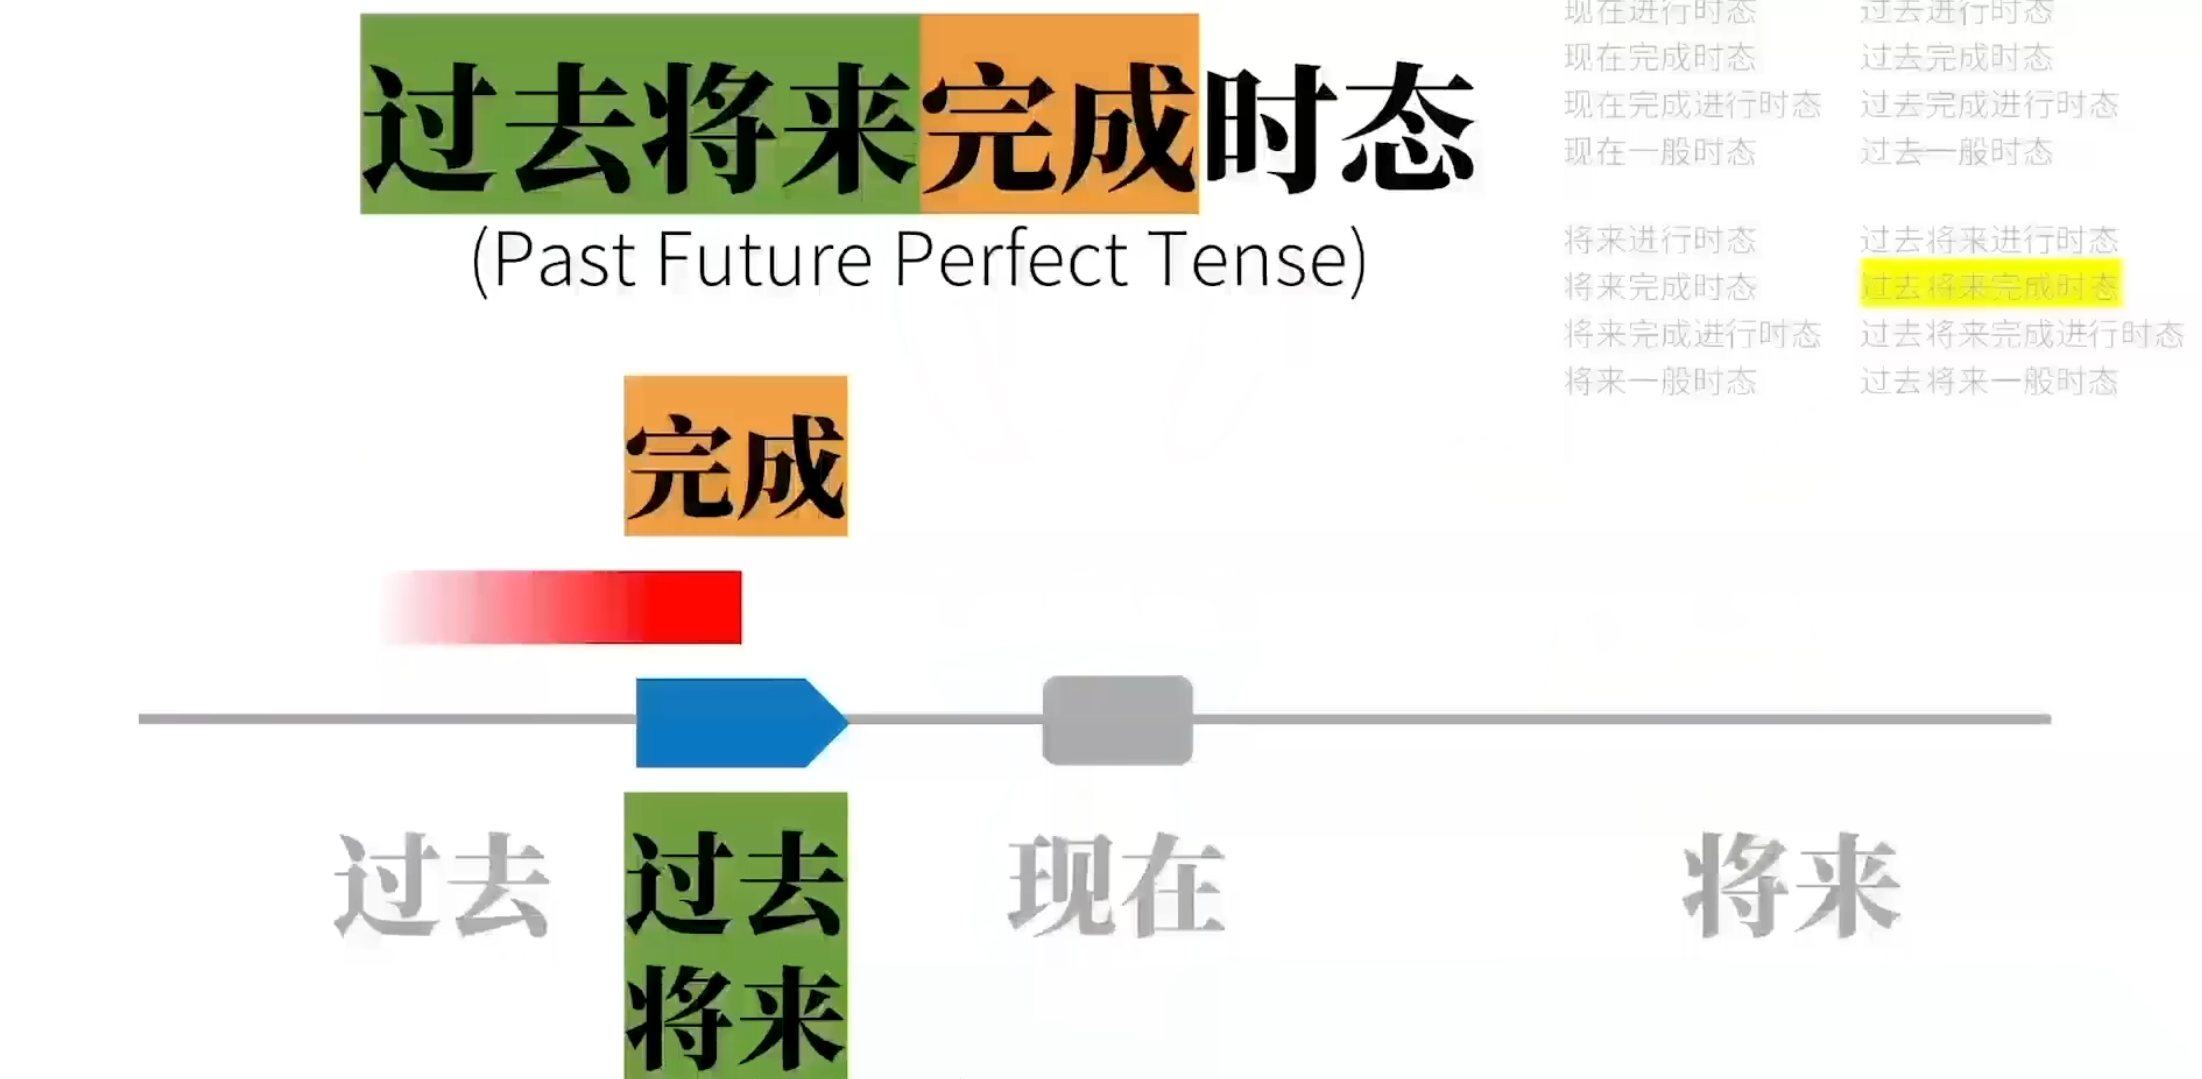 过去将来完成时态
(Past Future Perfect Tense)
现在进行时态
过去进行时态
现在完成时态
过去完成时态
现在完成进行时态
过去完成进行时态
现在一般时态
过去一般时态
将来进行时态
过去将来进行时态
将来完成时态
过去将来完成时态
将来完成进行时态
过去将来完成进行时态
将来一般时态
过去将来一般时态
完成
过去
过去
将来
现在
将来